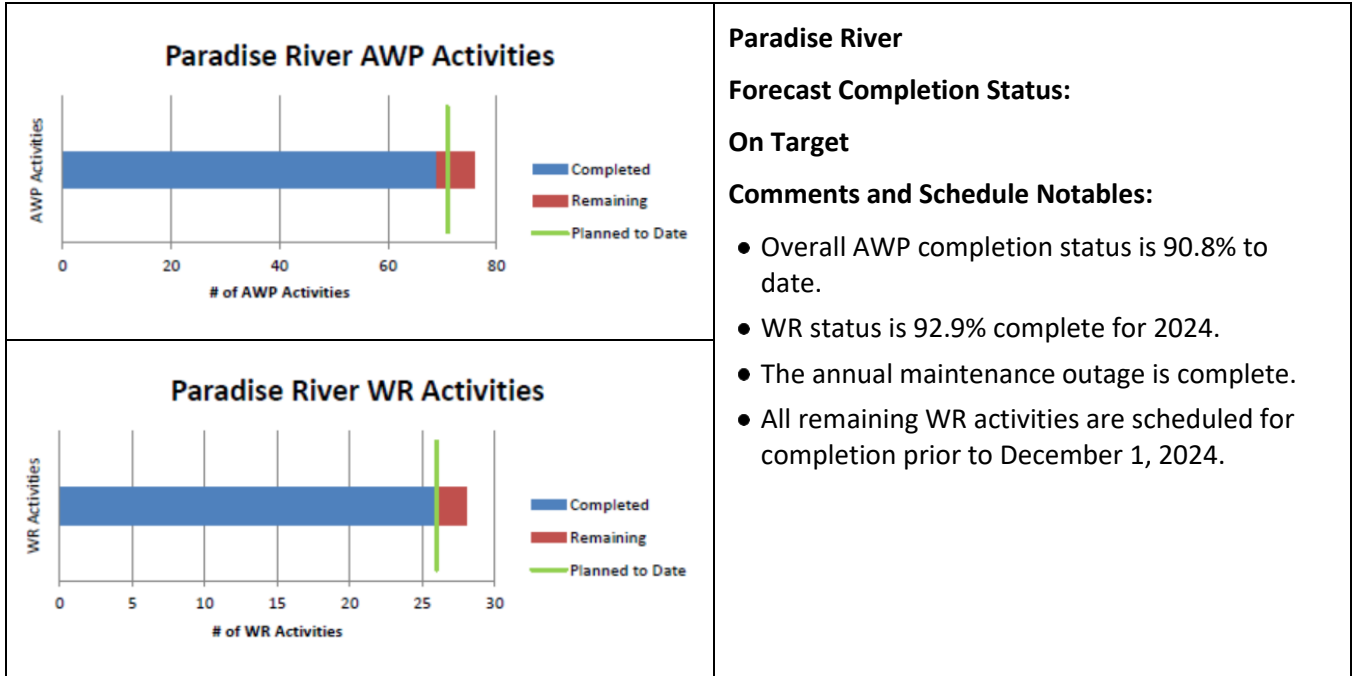 Paradise River AWP Activities
AWP Activities
Completed
Remaining
Planned to Date
0 20 40 60 80
# of AWP Activities
Paradise River WR Activities
WR Activities
Completed
Remaining
Planned to Date
0 5 10 15 20 25 30
# of WR Activities
Paradise River
Forecast Completion Status:
On Target
Comments and Schedule Notables:
● Overall AWP completion status is 90.8% to
date.
● WR status is 92.9% complete for 2024.
● The annual maintenance outage is complete.
● All remaining WR activities are scheduled for
completion prior to December 1, 2024.